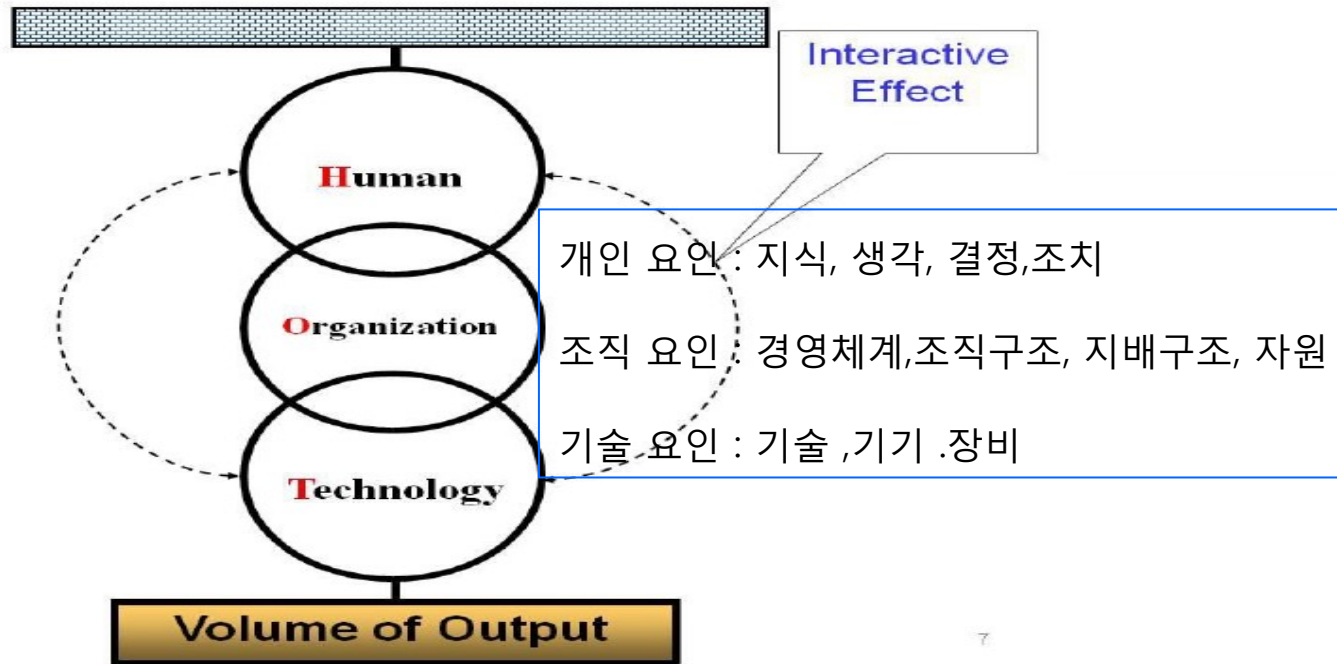 Interactive
Effect
Human
개인 요인 : 지식, 생각, 결정,조치
Organization
조직 요인 : 경영체계,조직구조, 지배구조, 자원
기술 요인 : 기술 ,기기 .장비
Technology
Volume of Output
7